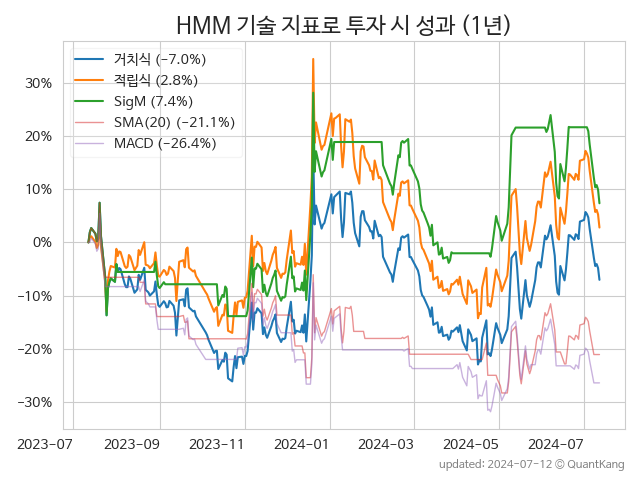 HMM 기술 지표로 투자 시 성과 (1년)
거치식 (−7.0%)
적립식 (2.8%)
SigM (7.4%)
SMA(20) (−21.1%)
MACD (−26.4%)
30%
20%
10%
0%
−10%
−20%
−30%
2023-07 2023-09 2023-11 2024-01 2024-03 2024-05 2024-07
updated: 2024-07-12 © QuantKang